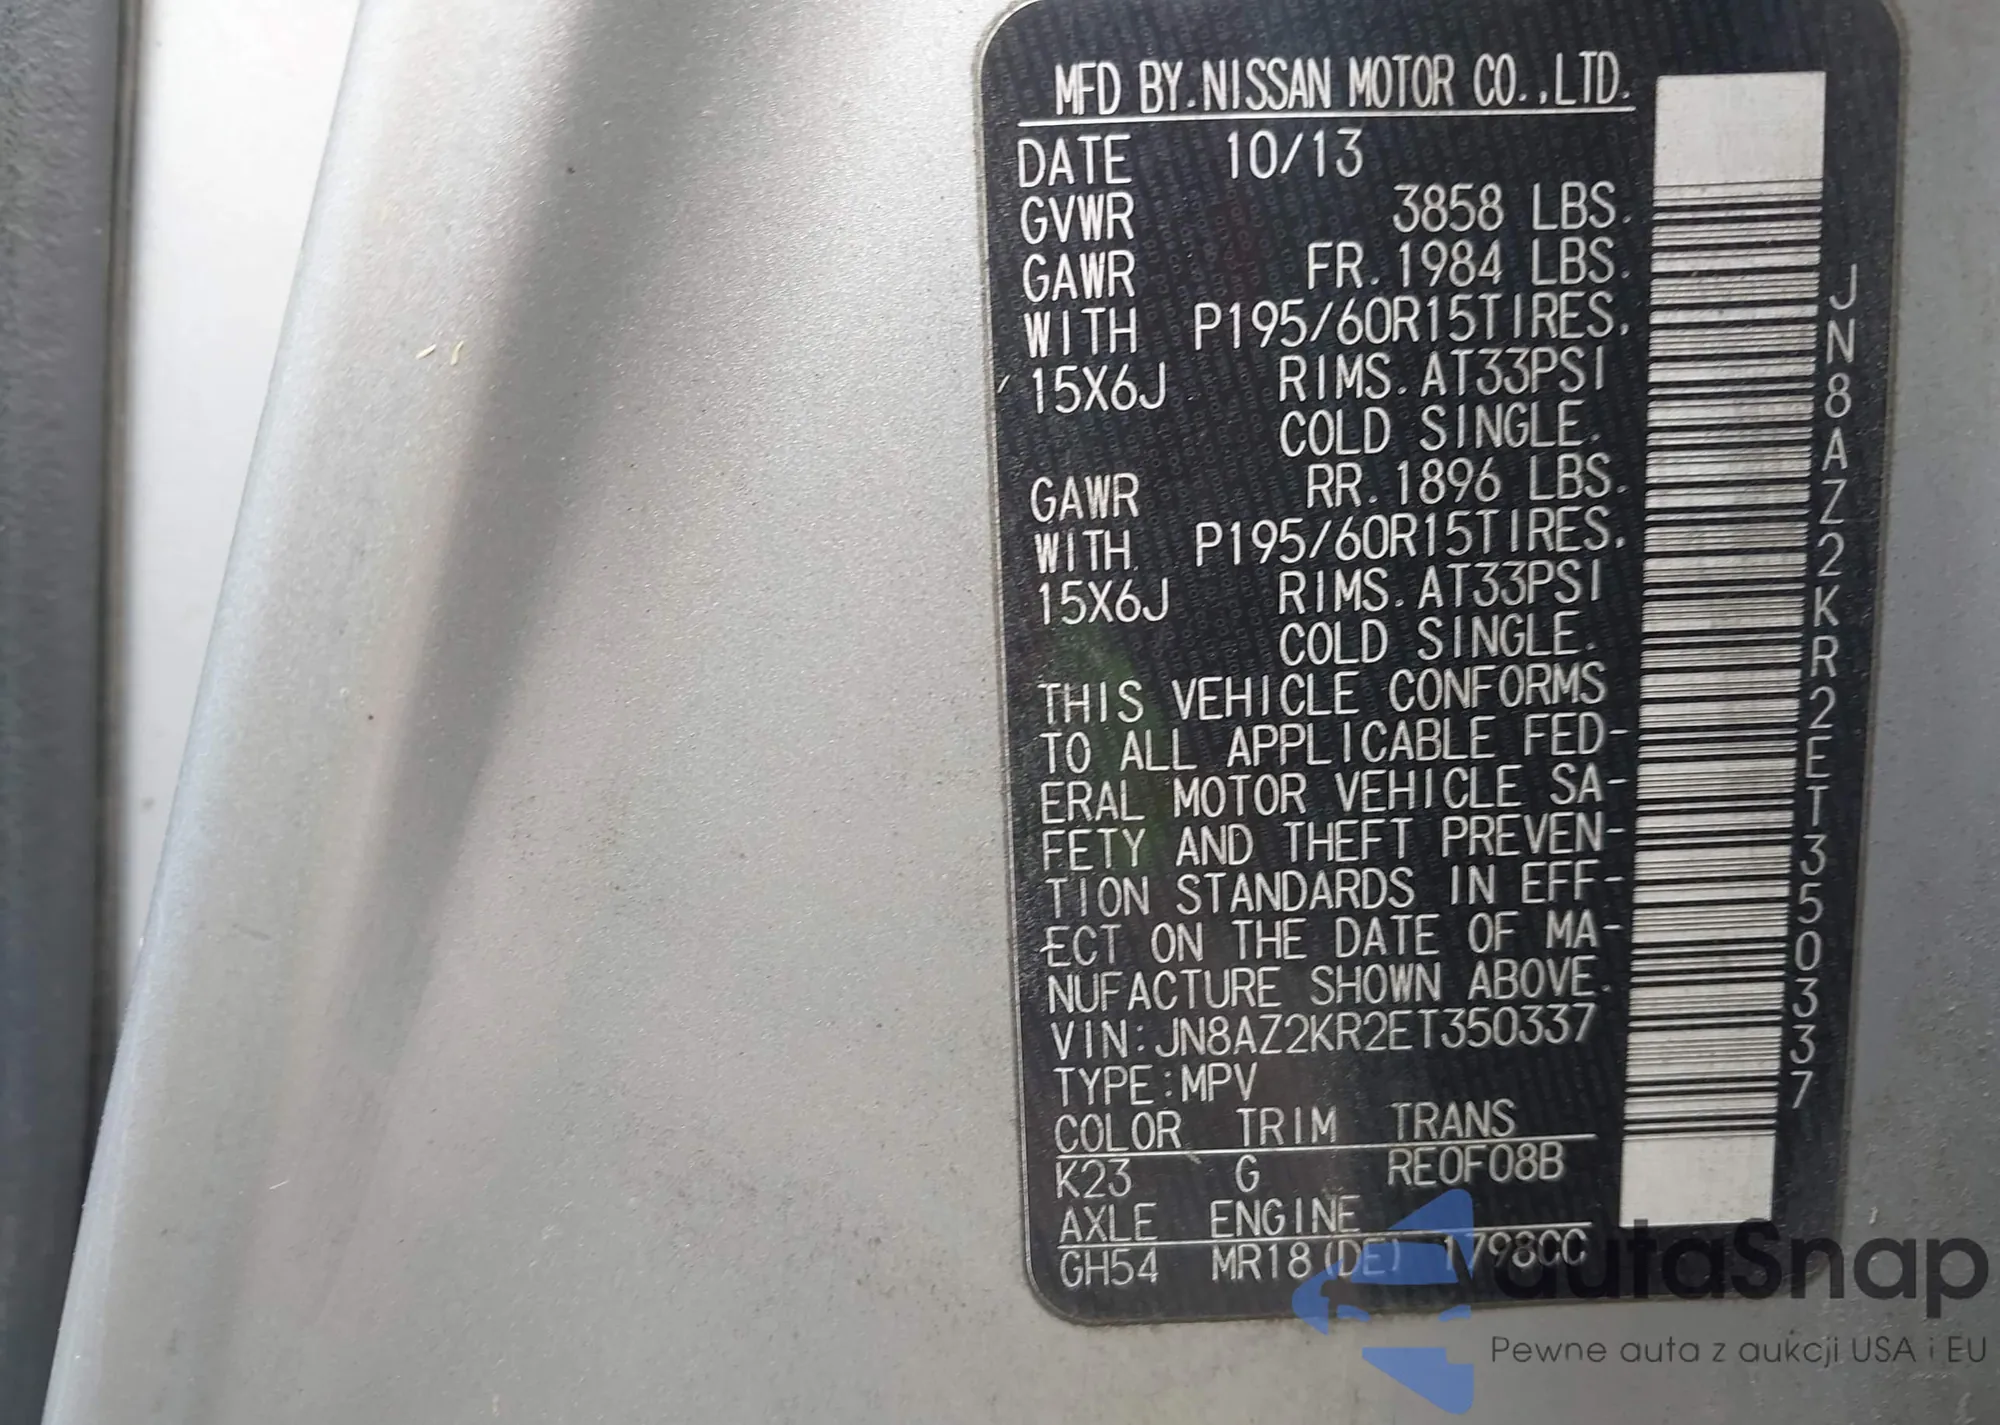 MFD BY.NISSAN MOTOR CO.,LTD.
DATE 10/13
GVWR 3858 LBS.
GAWR FR. 1984 LBS.
WITH P195/60R15TIRES,
15X6J RIMS. AT33PSI
COLD SINGLE.
GAWR RR. 1896 LBS.
WITH P195/60R15TIRES,
15X6J RIMS. AT33PSI
COLD SINGLE.
THIS VEHICLE CONFORMS
TO ALL APPLICABLE FED-
ERAL MOTOR VEHICLE SA-
FETY AND THEFT PREVEN-
TION STANDARDS IN EFF-
ECT ON THE DATE OF MA-
NUFACTURE SHOWN ABOVE.
VIN:JN8AZ2KR2ET350337
TYPE:MPV
COLOR TRIM TRANS
K23 G RE0F08B
AXLE ENGINE
GH54 MR18(DE) 1798CC
JN8AZ2KR2ET350337
autoSnap
Pewne auta z aukcji USA i EU